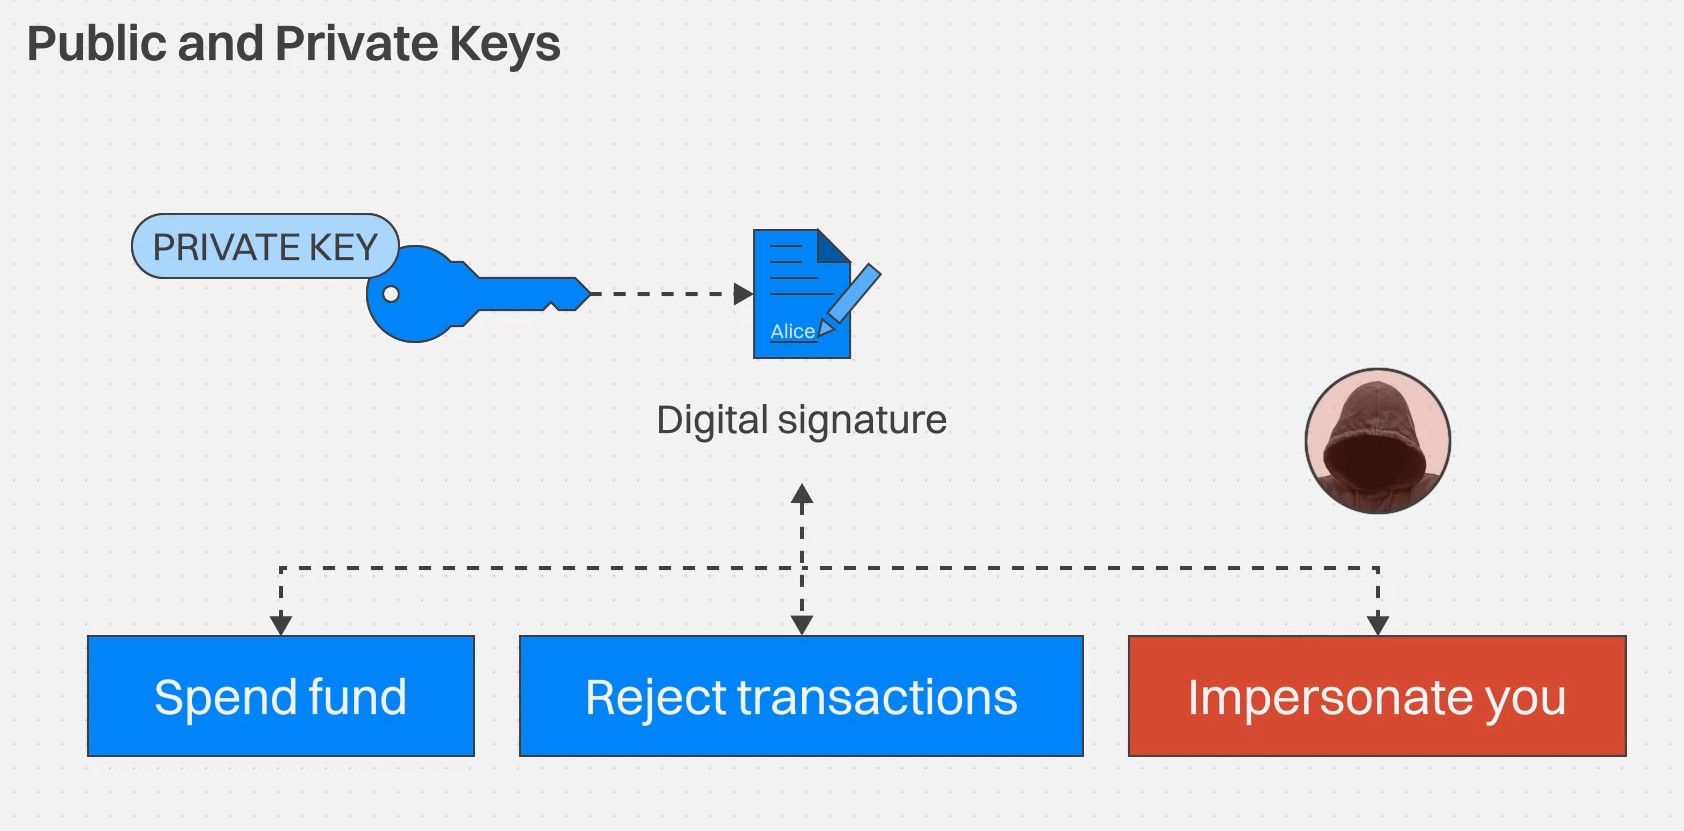 Public and Private Keys
PRIVATE KEY
Alice
Digital signature
Spend fund
Reject transactions
Impersonate you